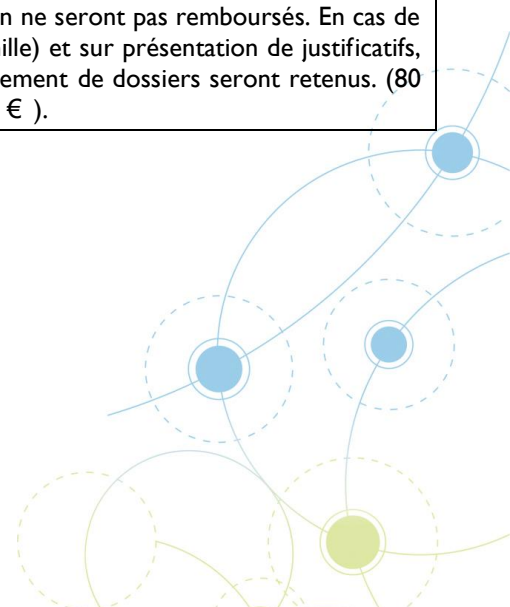 n ne seront pas remboursés. En cas de
ille) et sur présentation de justificatifs,
ement de dossiers seront retenus. (80
€ ).